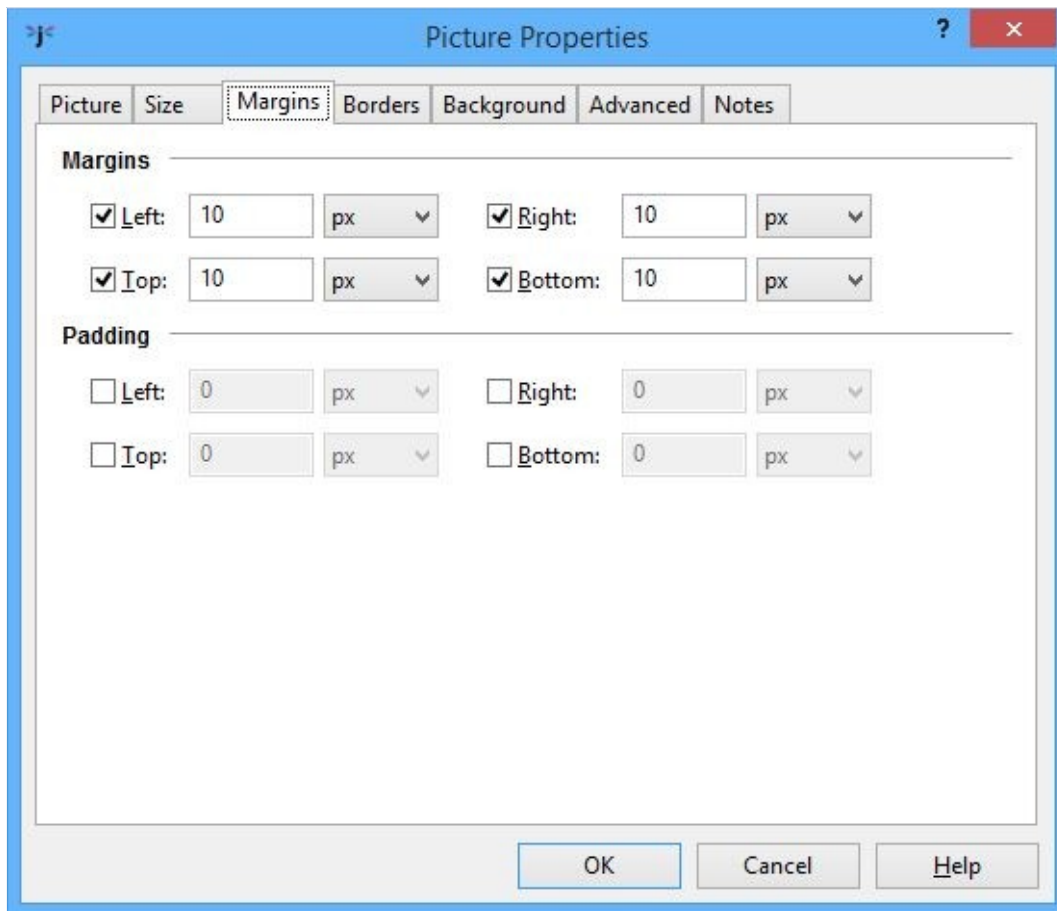 Picture Properties ?
Picture Size Margins Borders Background Advanced Notes
Margins
Left: 10 px Right: 10 px
Top: 10 px Bottom: 10 px
Padding
Left: 0 px Right: 0 px
Top: 0 px Bottom: 0 px
OK Cancel Help